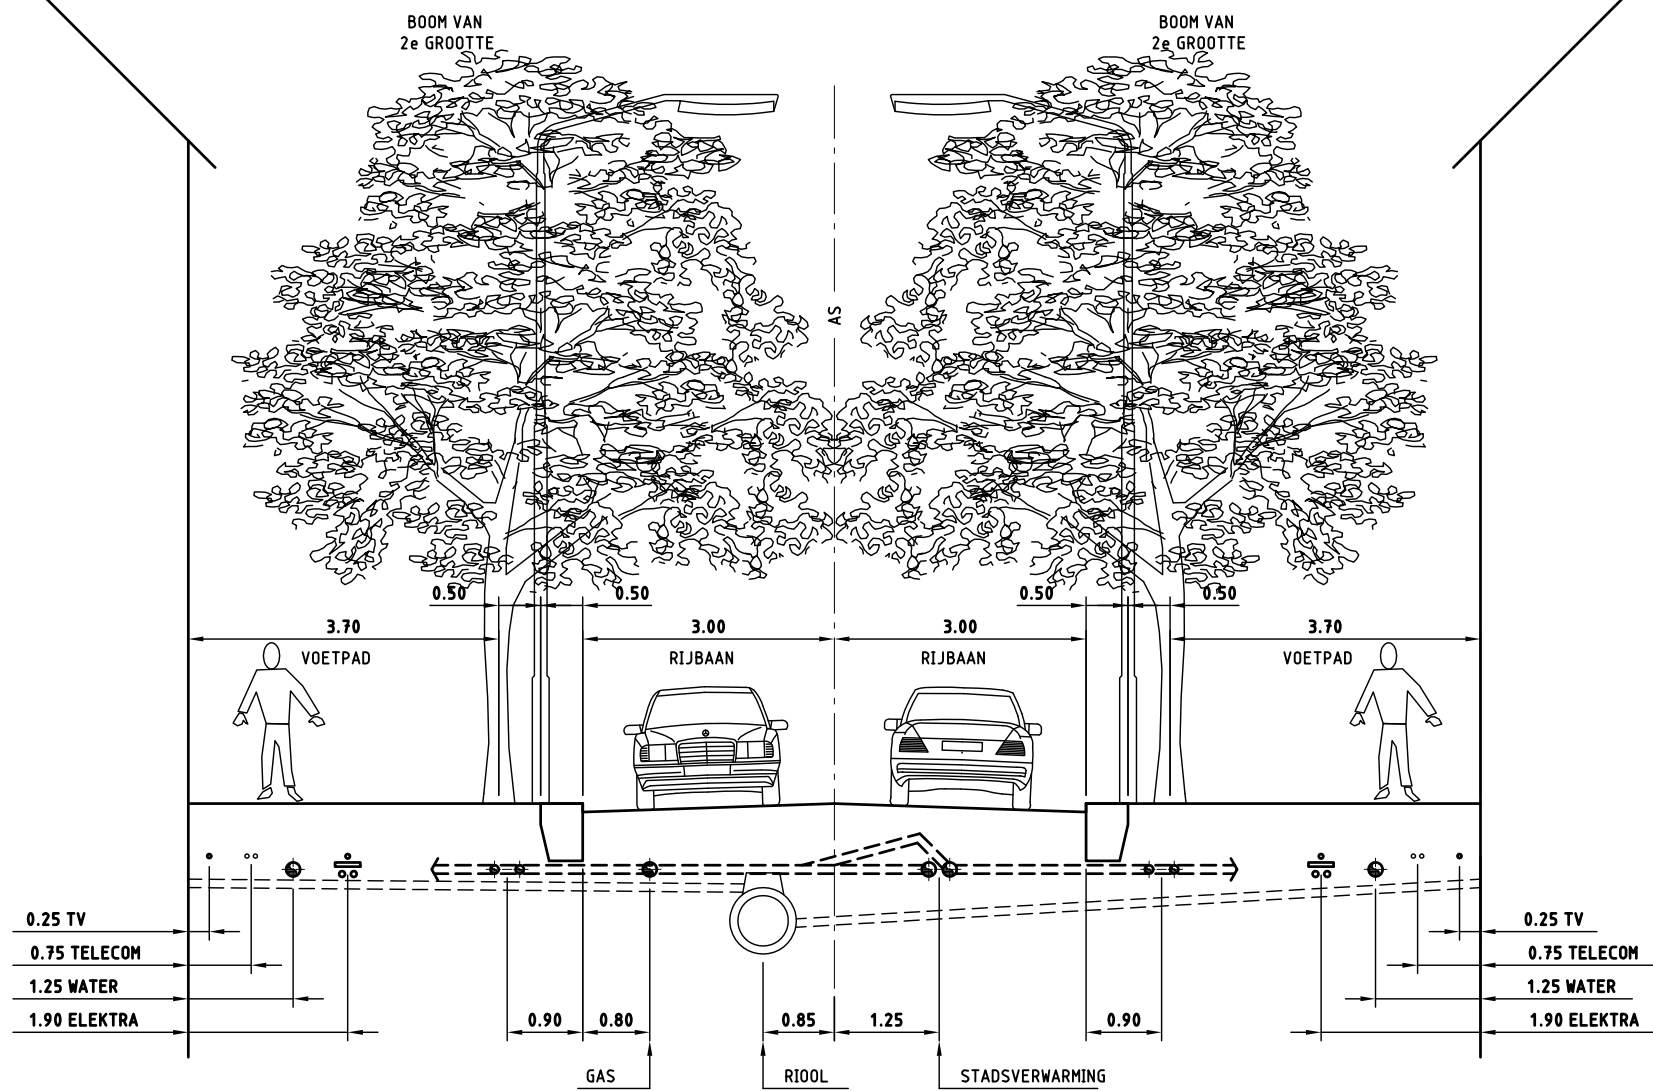 BOOM VAN
2e GROOTTE
BOOM VAN
2e GROOTTE
AS
0.50
0.50
0.50
0.50
3.70
3.00
3.00
3.70
VOETPAD
RIJBAAN
RIJBAAN
VOETPAD
0.25 TV
0.75 TELECOM
1.25 WATER
1.90 ELEKTRA
0.90
0.80
0.85
1.25
0.90
0.25 TV
0.75 TELECOM
1.25 WATER
1.90 ELEKTRA
GAS
RIOOL
STADSVERWARMING